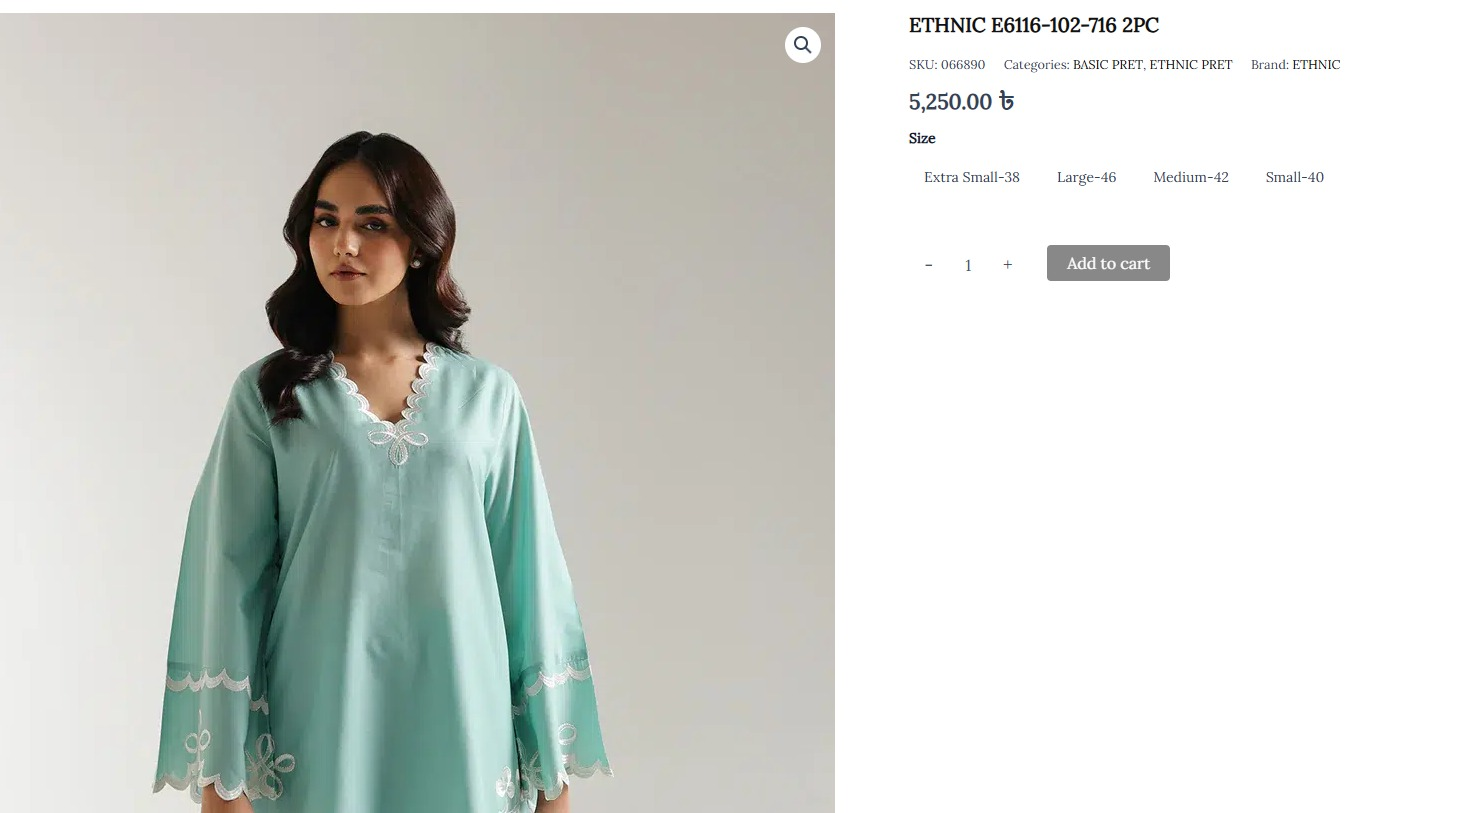 ETHNIC E6116-102-716 2PC
SKU: 066890 Categories: BASIC PRET, ETHNIC PRET Brand: ETHNIC
5,250.00 ৳
Size
Extra Small-38 Large-46 Medium-42 Small-40
- 1 + Add to cart